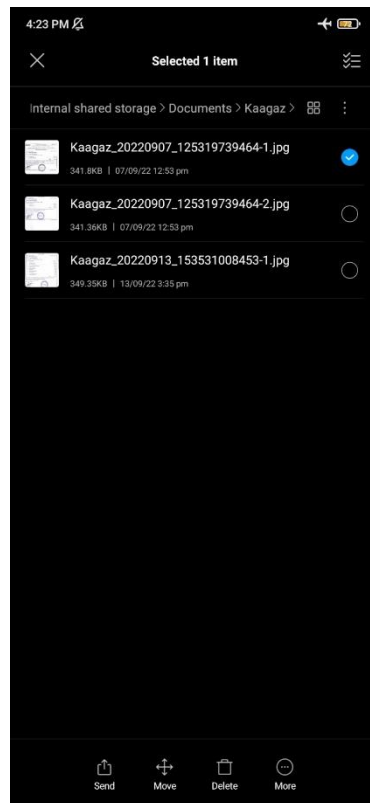 4:23 PM
Selected 1 item
Internal shared storage > Documents > Kaagaz >
Kaagaz_20220907_125319739464-1.jpg
341.8KB | 07/09/22 12:53 pm
Kaagaz_20220907_125319739464-2.jpg
341.36KB | 07/09/22 12:53 pm
Kaagaz_20220913_153531008453-1.jpg
349.35KB | 13/09/22 3:35 pm
Send Move Delete More